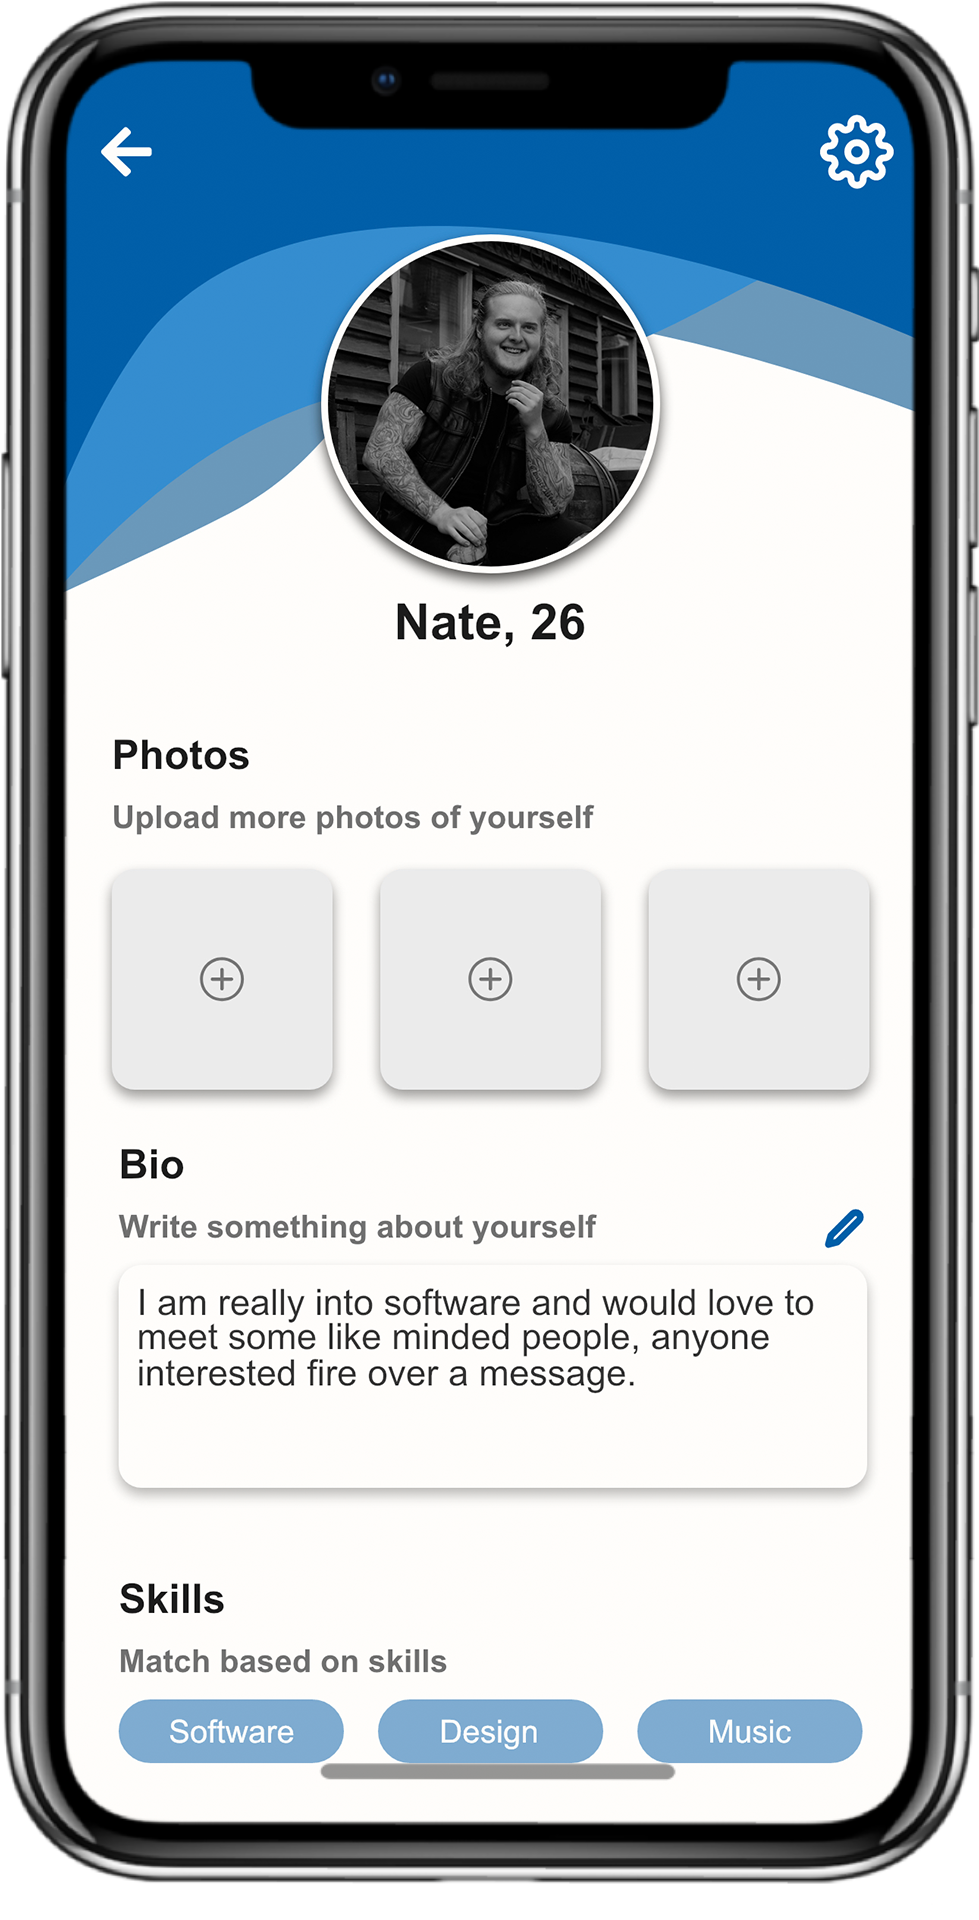 Nate, 26
Photos
Upload more photos of yourself
Bio
Write something about yourself
I am really into software and would love to
meet some like minded people, anyone
interested fire over a message.
Skills
Match based on skills
Software
Design
Music